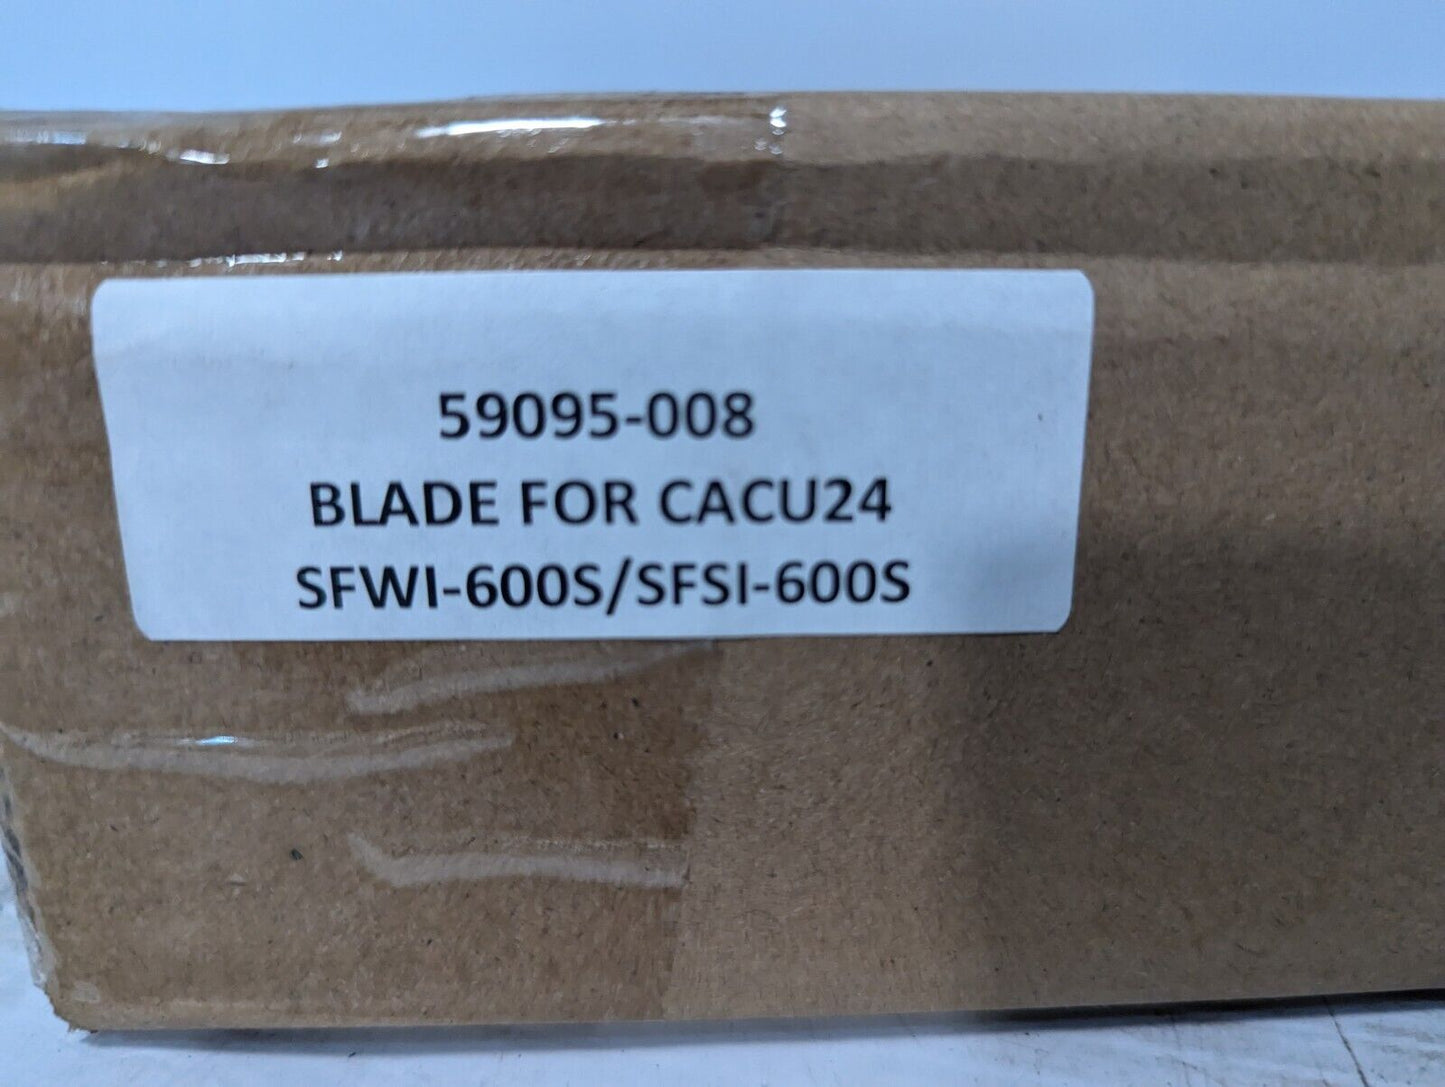 59095-008
BLADE FOR CACU24
SFWI-600S/SFSI-600S